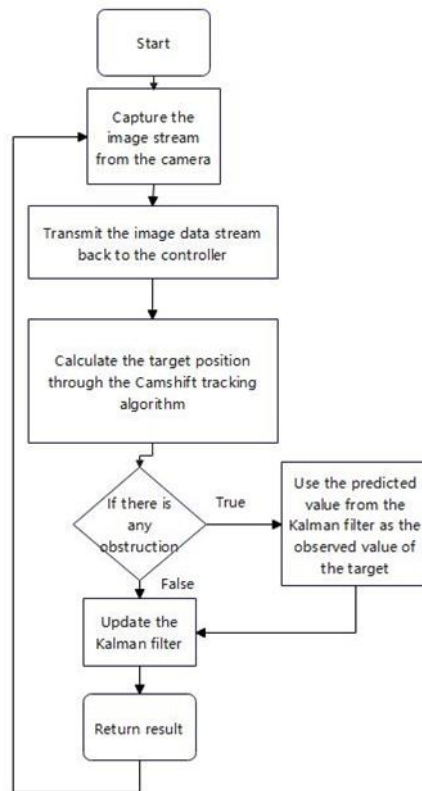 Start
Capture the
image stream
from the camera
Transmit the image data stream
back to the controller
Calculate the target position
through the Camshift tracking
algorithm
If there is
any
obstruction
True
Use the predicted
value from the
Kalman filter as the
observed value of
the target
False
Update the
Kalman filter
Return result